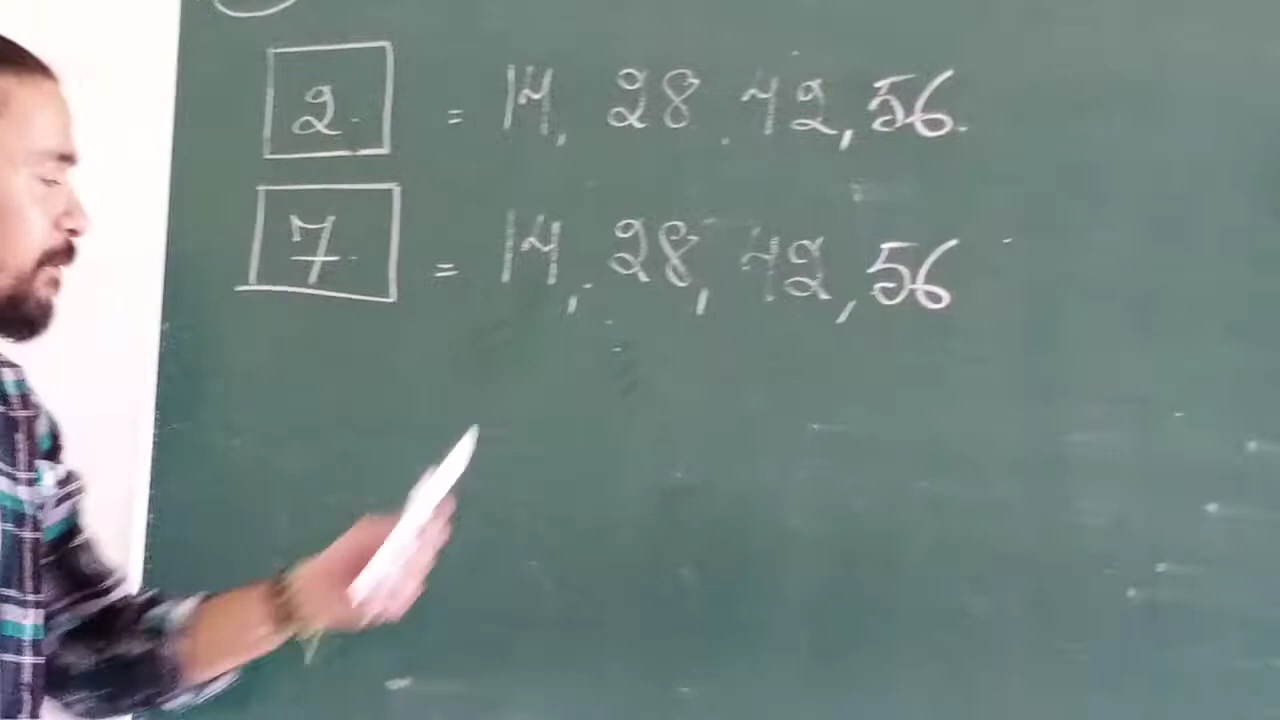 2 = 14, 28, 42, 56
7 = 14, 28, 42, 56